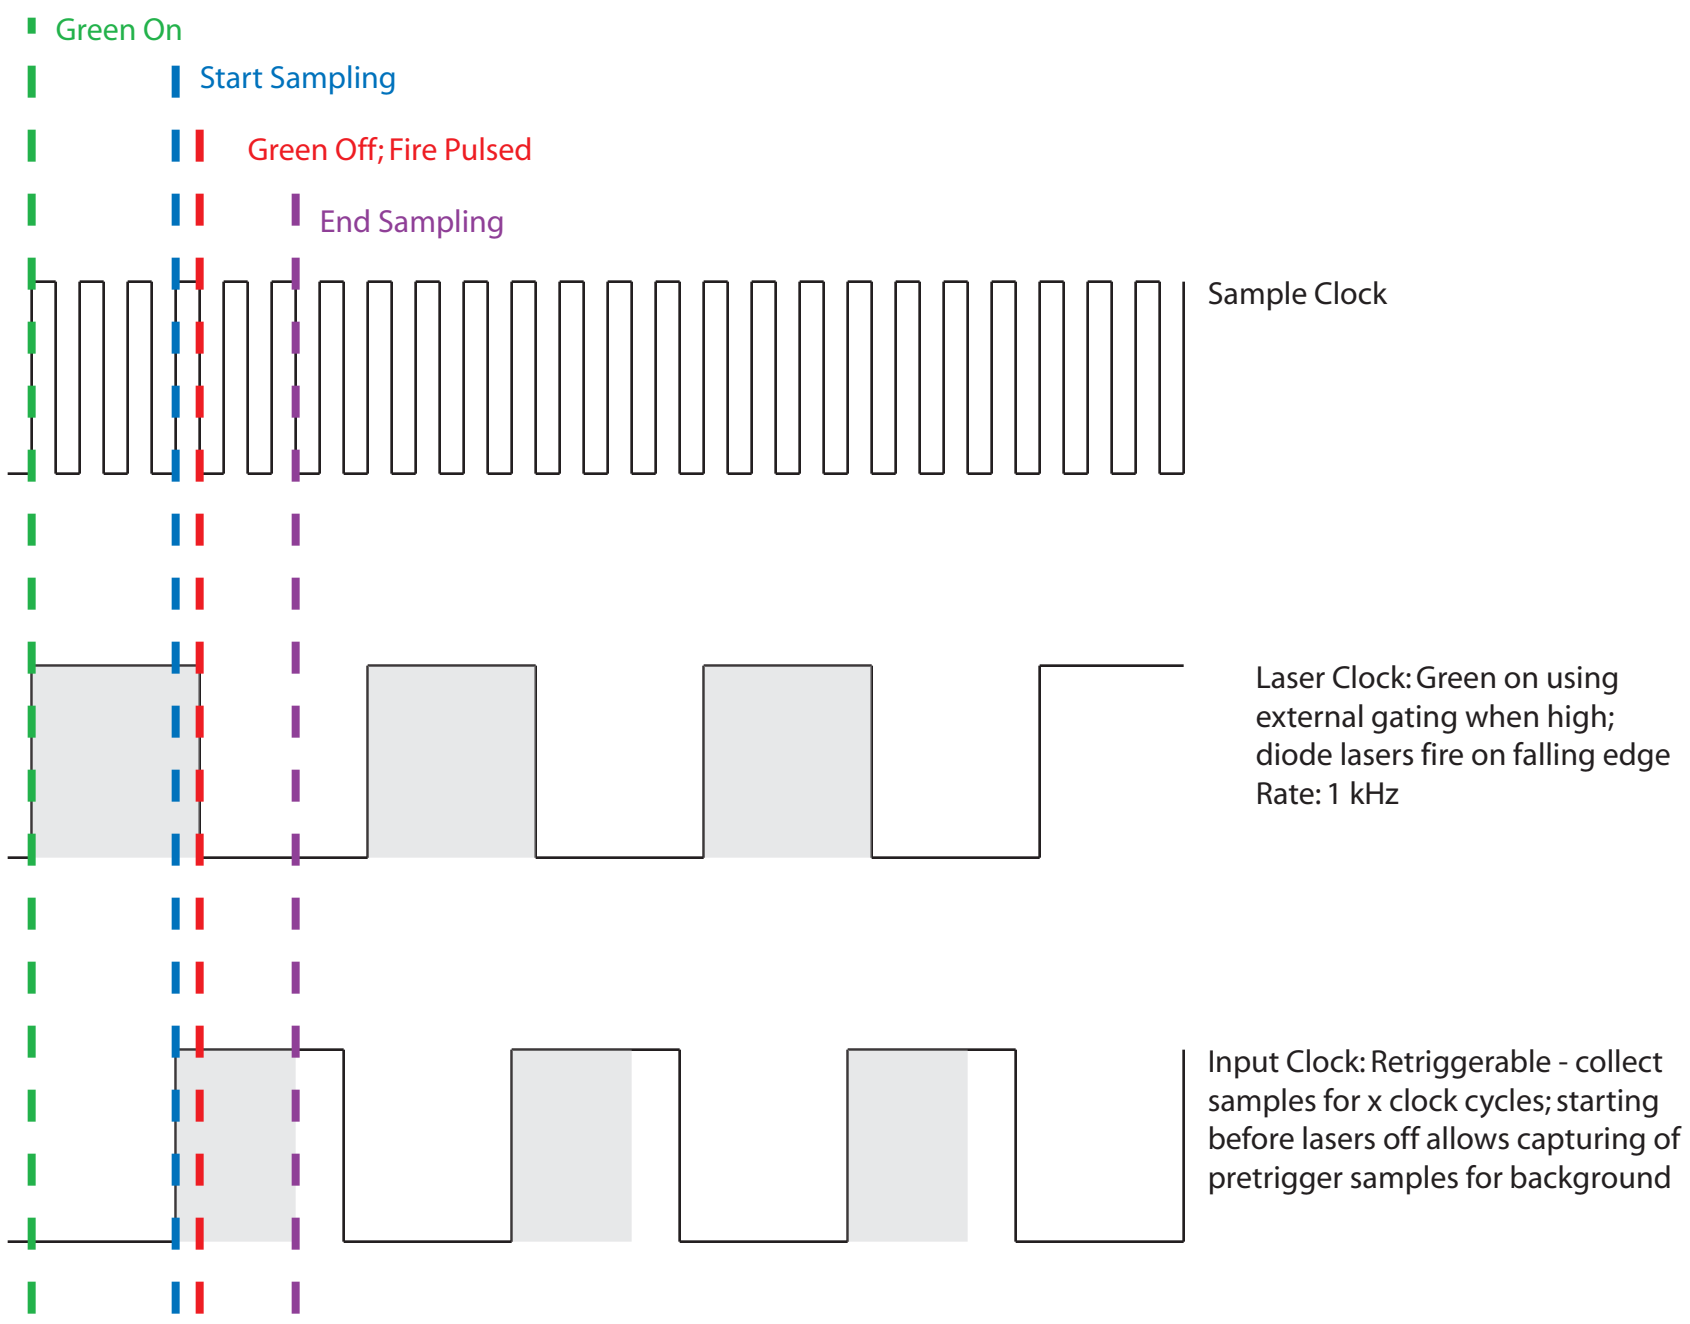 Green On
Start Sampling
Green Off; Fire Pulsed
End Sampling
Sample Clock
Laser Clock: Green on using
external gating when high;
diode lasers fire on falling edge
Rate: 1 kHz
Input Clock: Retriggerable - collect
samples for x clock cycles; starting
before lasers off allows capturing of
pretrigger samples for background